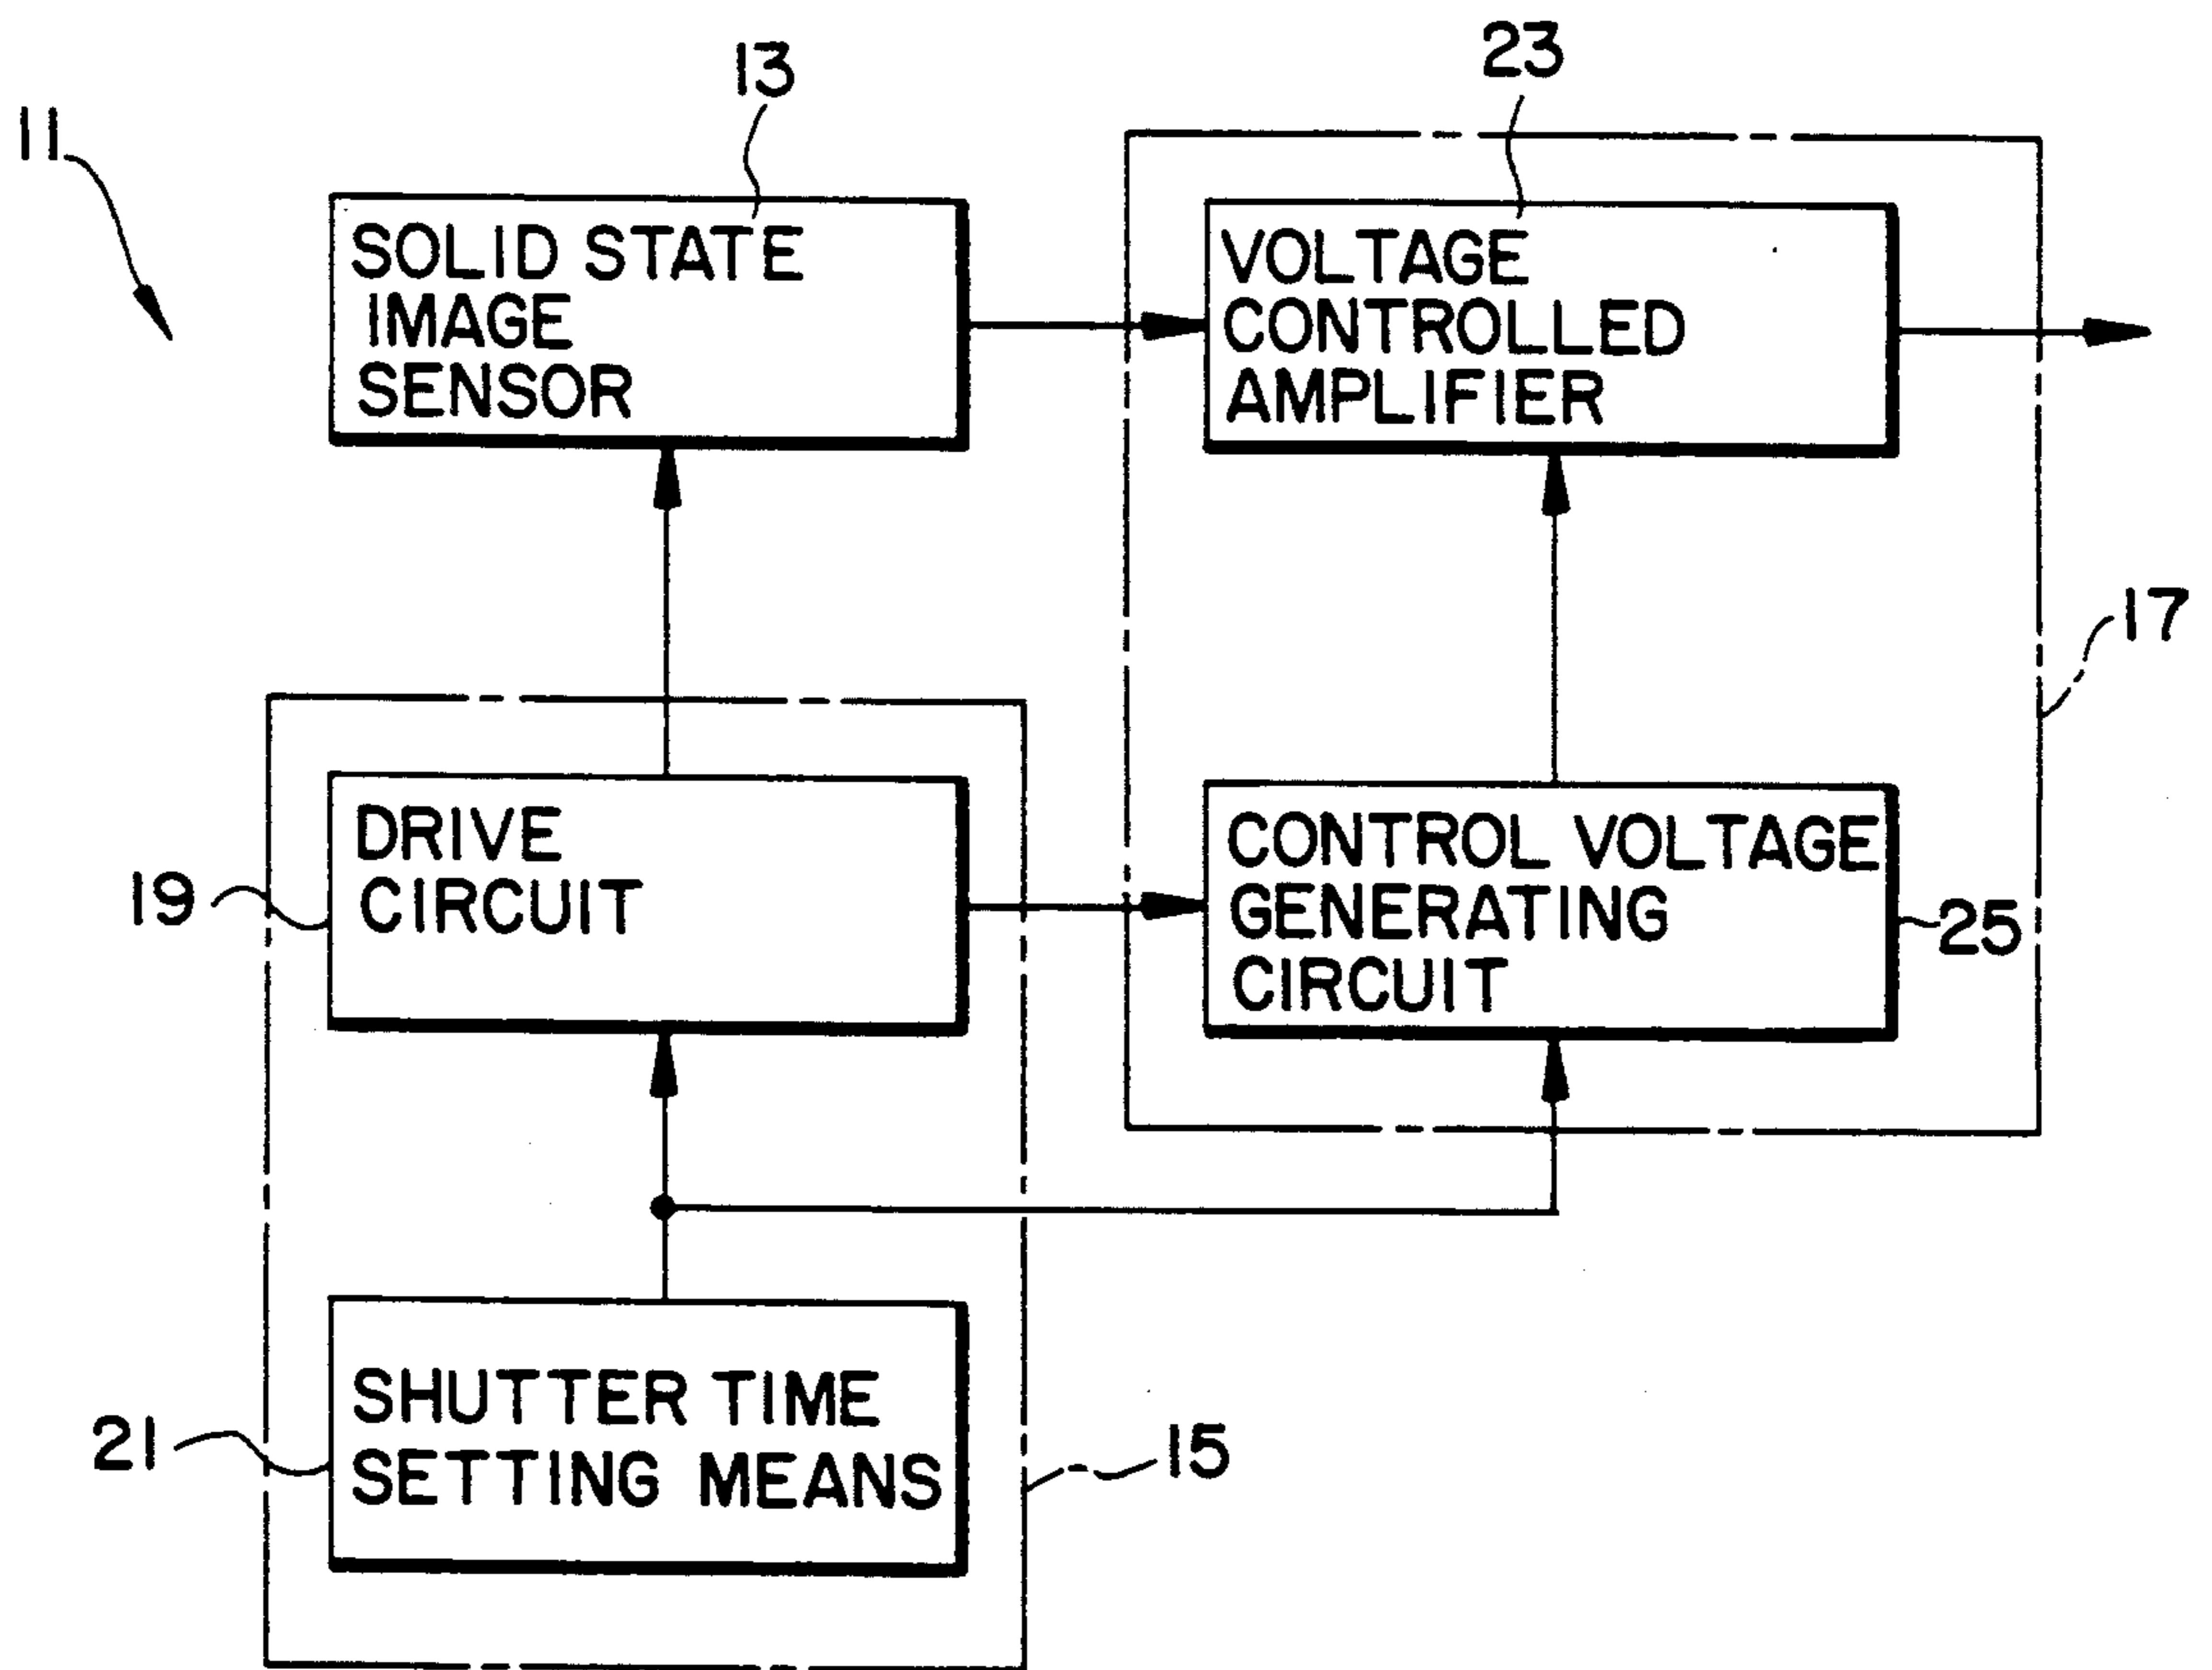 11
13
23
SOLID STATE
IMAGE
SENSOR
VOLTAGE
CONTROLLED
AMPLIFIER
17
19
DRIVE
CIRCUIT
CONTROL VOLTAGE
GENERATING
CIRCUIT
25
21
SHUTTER TIME
SETTING MEANS
15